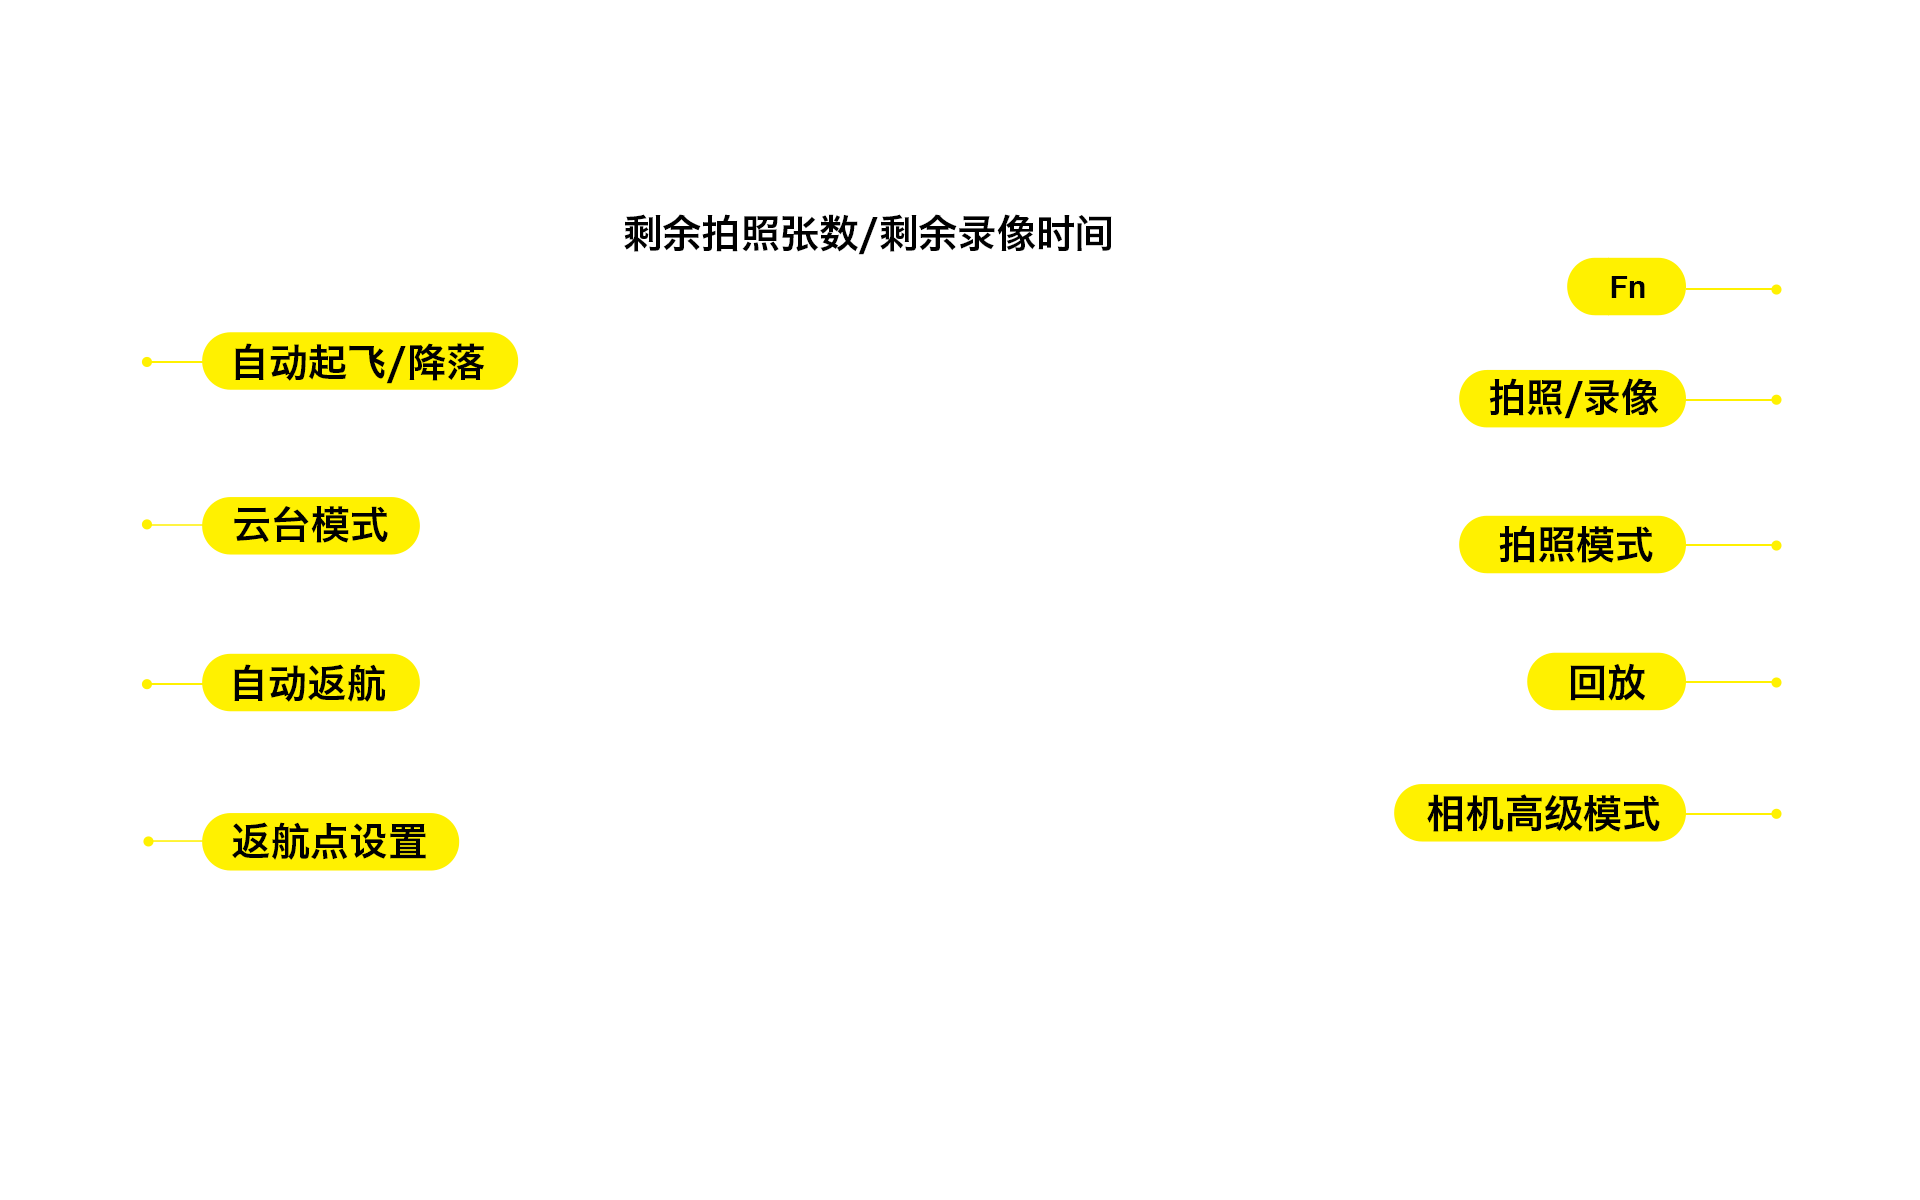 剩余拍照张数/剩余录像时间
Fn
自动起飞/降落
拍照/录像
云台模式
拍照模式
自动返航
回放
返航点设置
相机高级模式